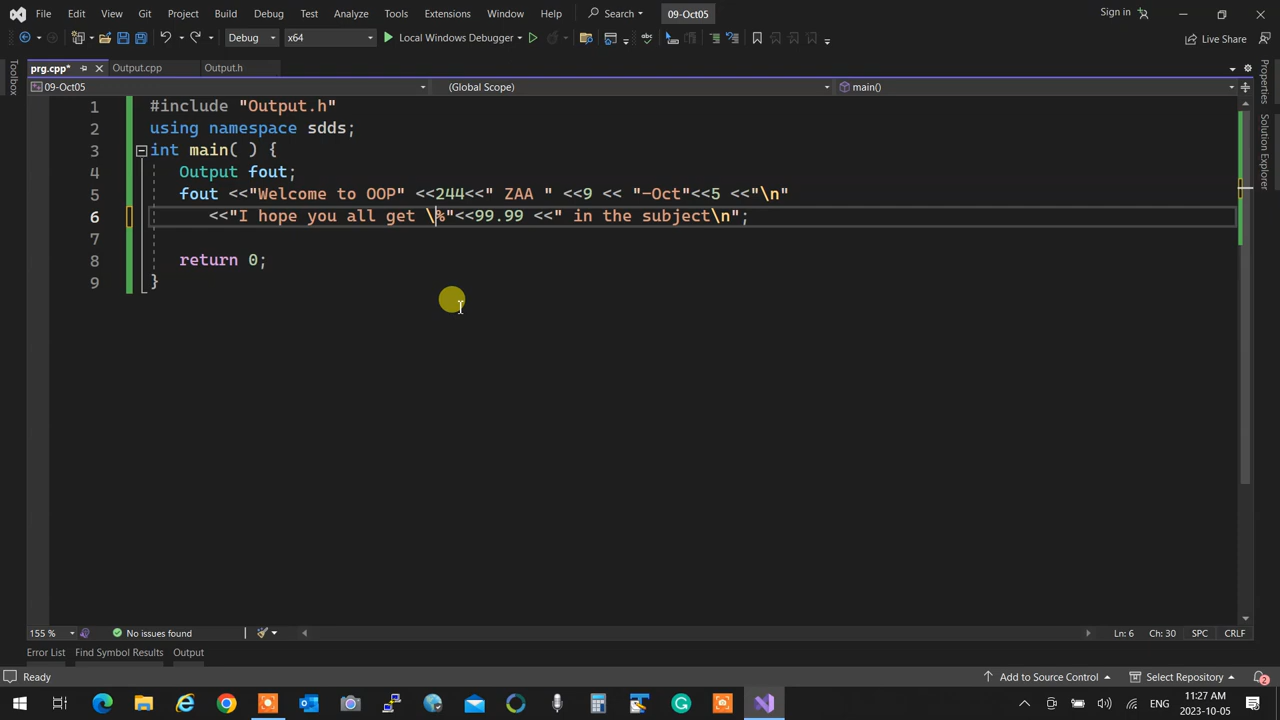 File Edit View Git Project Build Debug Test Analyze Tools Extensions Window Help Search 09-Oct05 Sign in
Debug x64 Local Windows Debugger Live Share
prg.cpp* Output.cpp Output.h
09-Oct05 (Global Scope) main()
Toolbox
Properties
Solution Explorer
1 #include "Output.h"
2 using namespace sdds;
3 int main( ) {
4 Output fout;
5 fout <<"Welcome to OOP" <<244<<" ZAA " <<9 << "-Oct"<<5 <<"\n"
6 <<"I hope you all get \%"<<99.99 <<" in the subject\n";
7
8 return 0;
9 }
155 % No issues found Ln: 6 Ch: 30 SPC CRLF
Error List Find Symbol Results Output
Ready Add to Source Control Select Repository 2
ENG 11:27 AM
2023-10-05 2